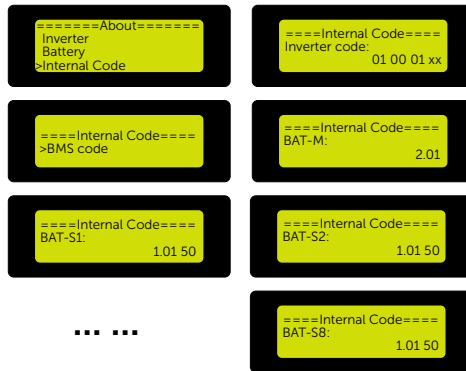 =======About=======
Inverter
Battery
>Internal Code
====Internal Code====
Inverter code:
01 00 01 xx
====Internal Code====
>BMS code
====Internal Code====
BAT-M:
2.01
====Internal Code====
BAT-S1:
1.01 50
====Internal Code====
BAT-S2:
1.01 50
... ...
====Internal Code====
BAT-S8:
1.01 50